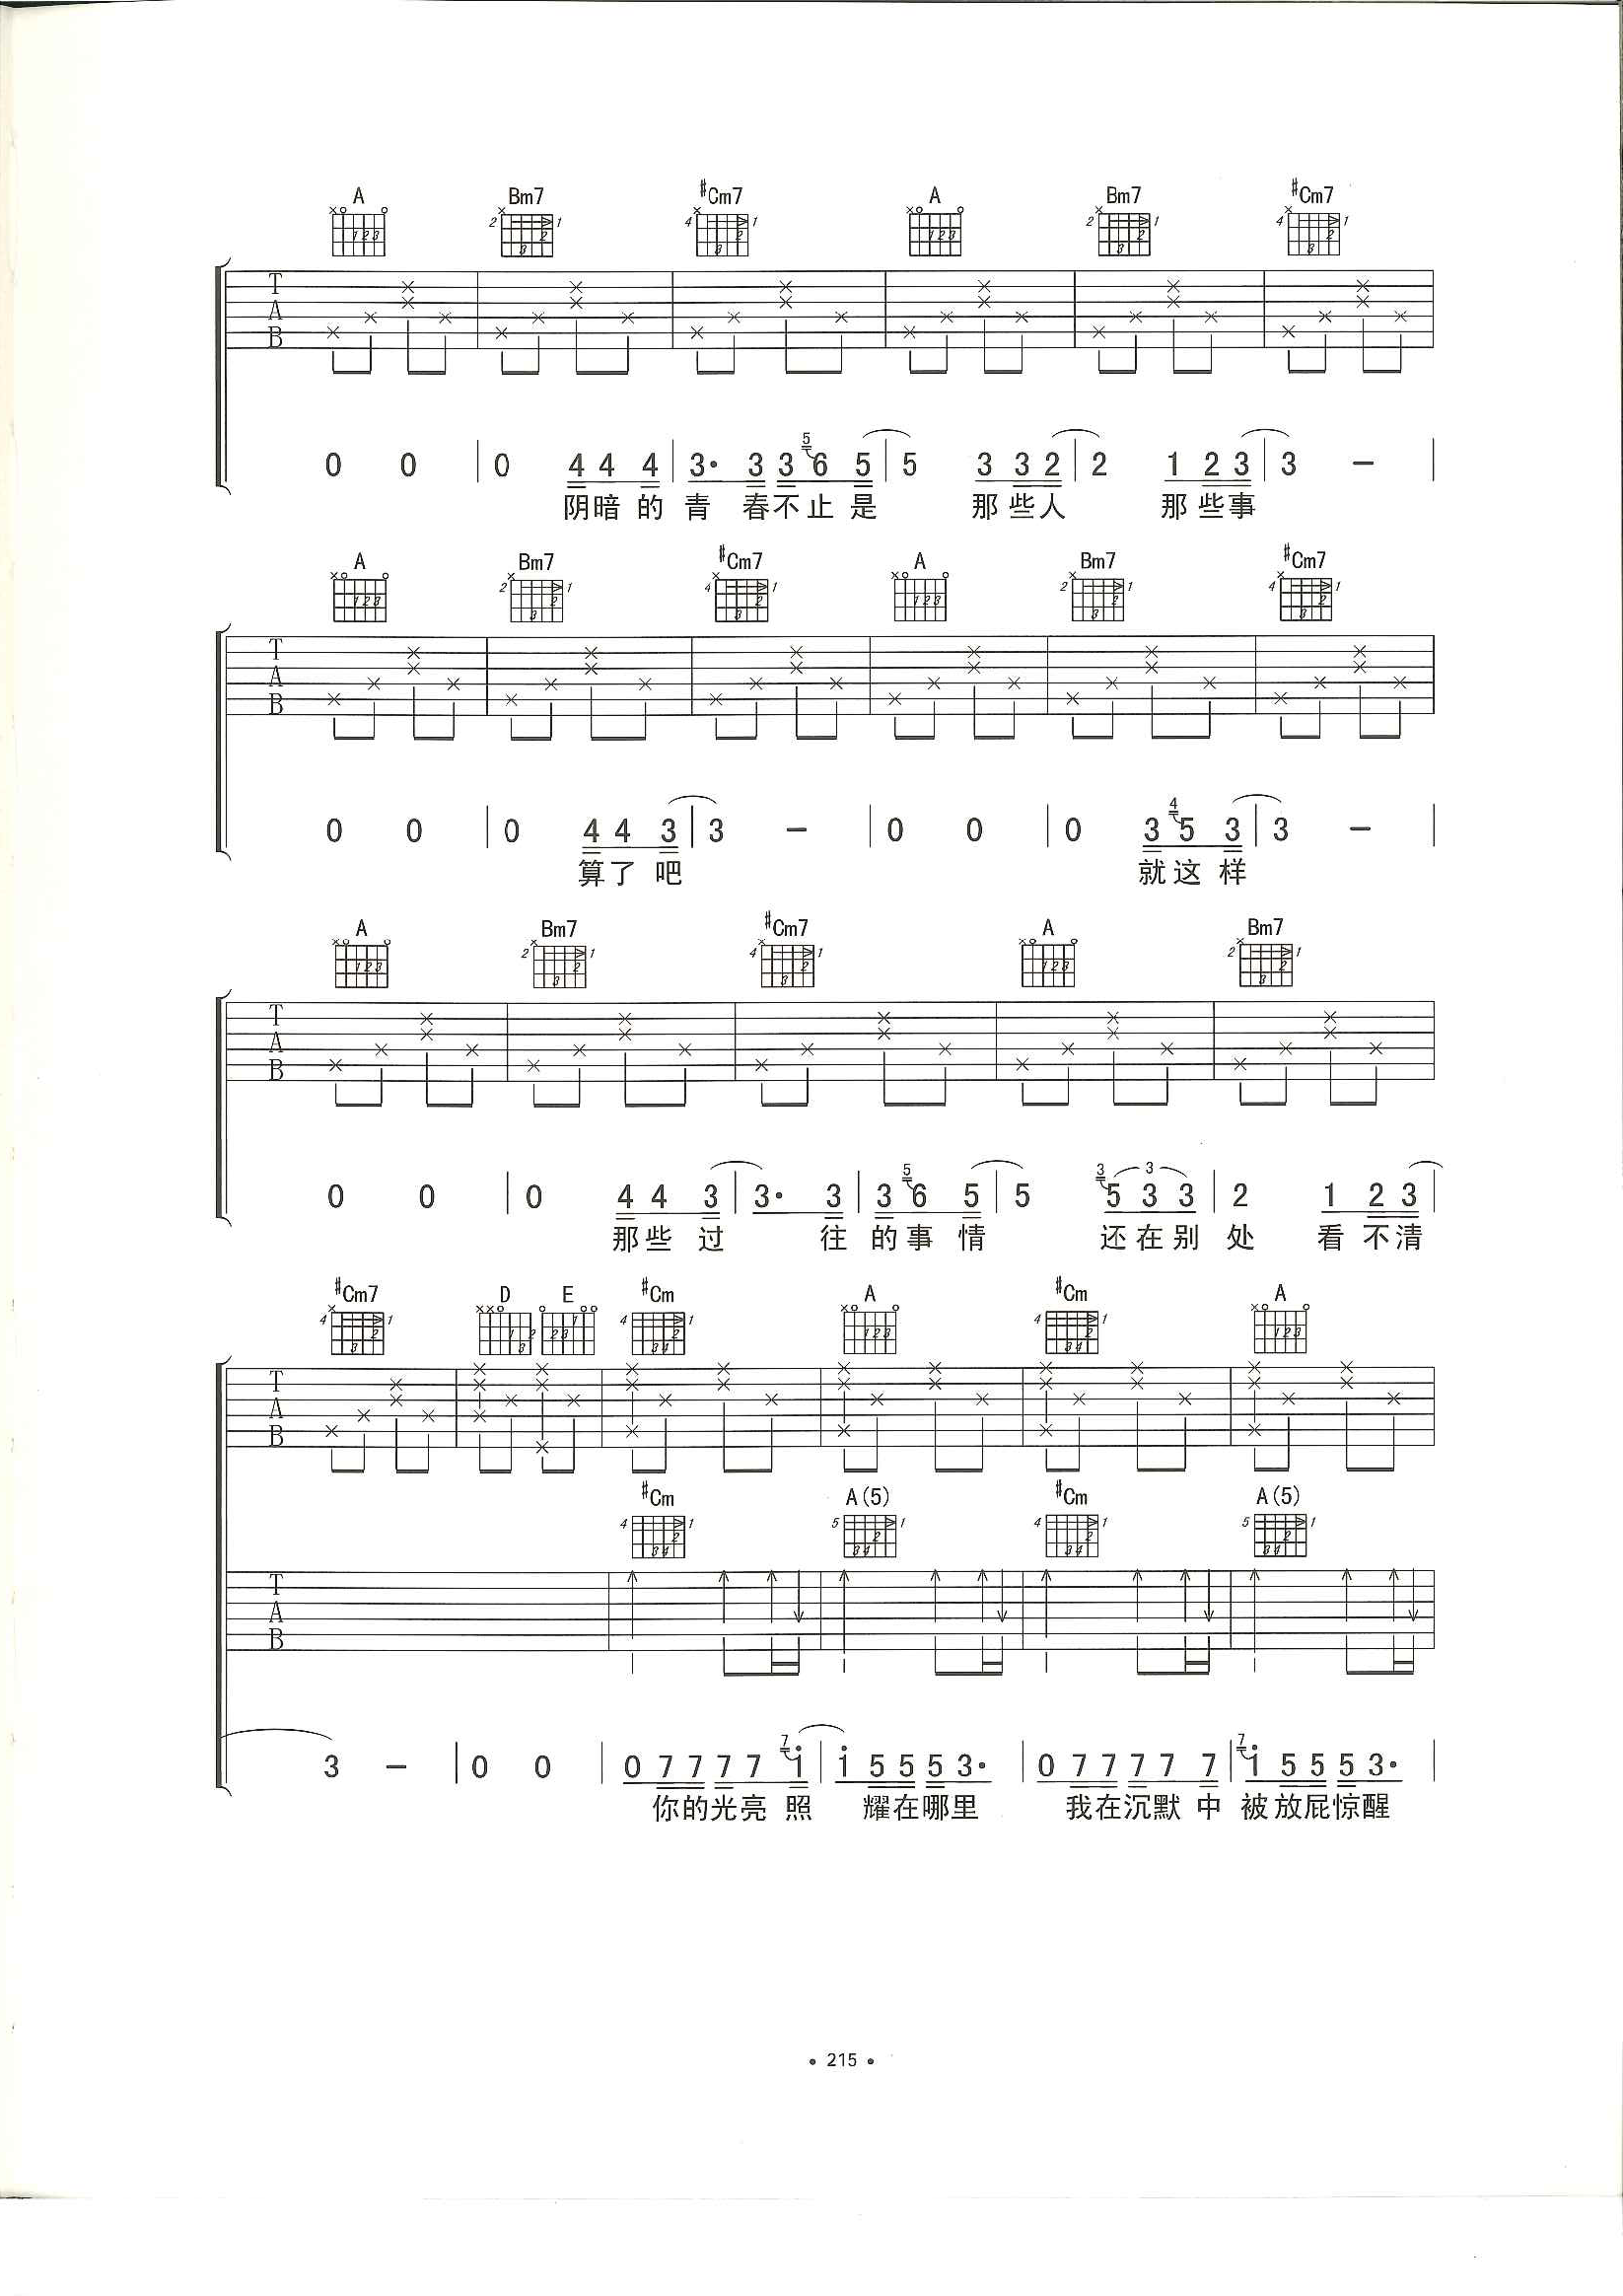 A Bm7 #Cm7 A Bm7 #Cm7
T A B
0 0 | 0 4 4 4 | 3· 3 3 5 6 5 | 5 3 3 2 | 2 1 2 3 | 3 – |
阴暗的青春不止是 那些人 那些事
A Bm7 #Cm7 A Bm7 #Cm7
T A B
0 0 | 0 4 4 3 | 3 – | 0 0 | 0 3 4 5 3 | 3 – |
算了吧 就这样
A Bm7 #Cm7 A Bm7
T A B
0 0 | 0 4 4 3 | 3· 3 | 3 5 6 5 | 5 3 5 3 3 | 2 1 2 3 |
那些过往的事情 还在别处 看不清
#Cm7 D E #Cm A #Cm A
T A B
#Cm A(5) #Cm A(5)
T A B
3 – | 0 0 | 0 7 7 7 7 7 i | i 5 5 5 3· | 0 7 7 7 7 7 | 7 i 5 5 5 3· |
你的光亮照耀在哪里 我在沉默中被放屁惊醒
• 215 •